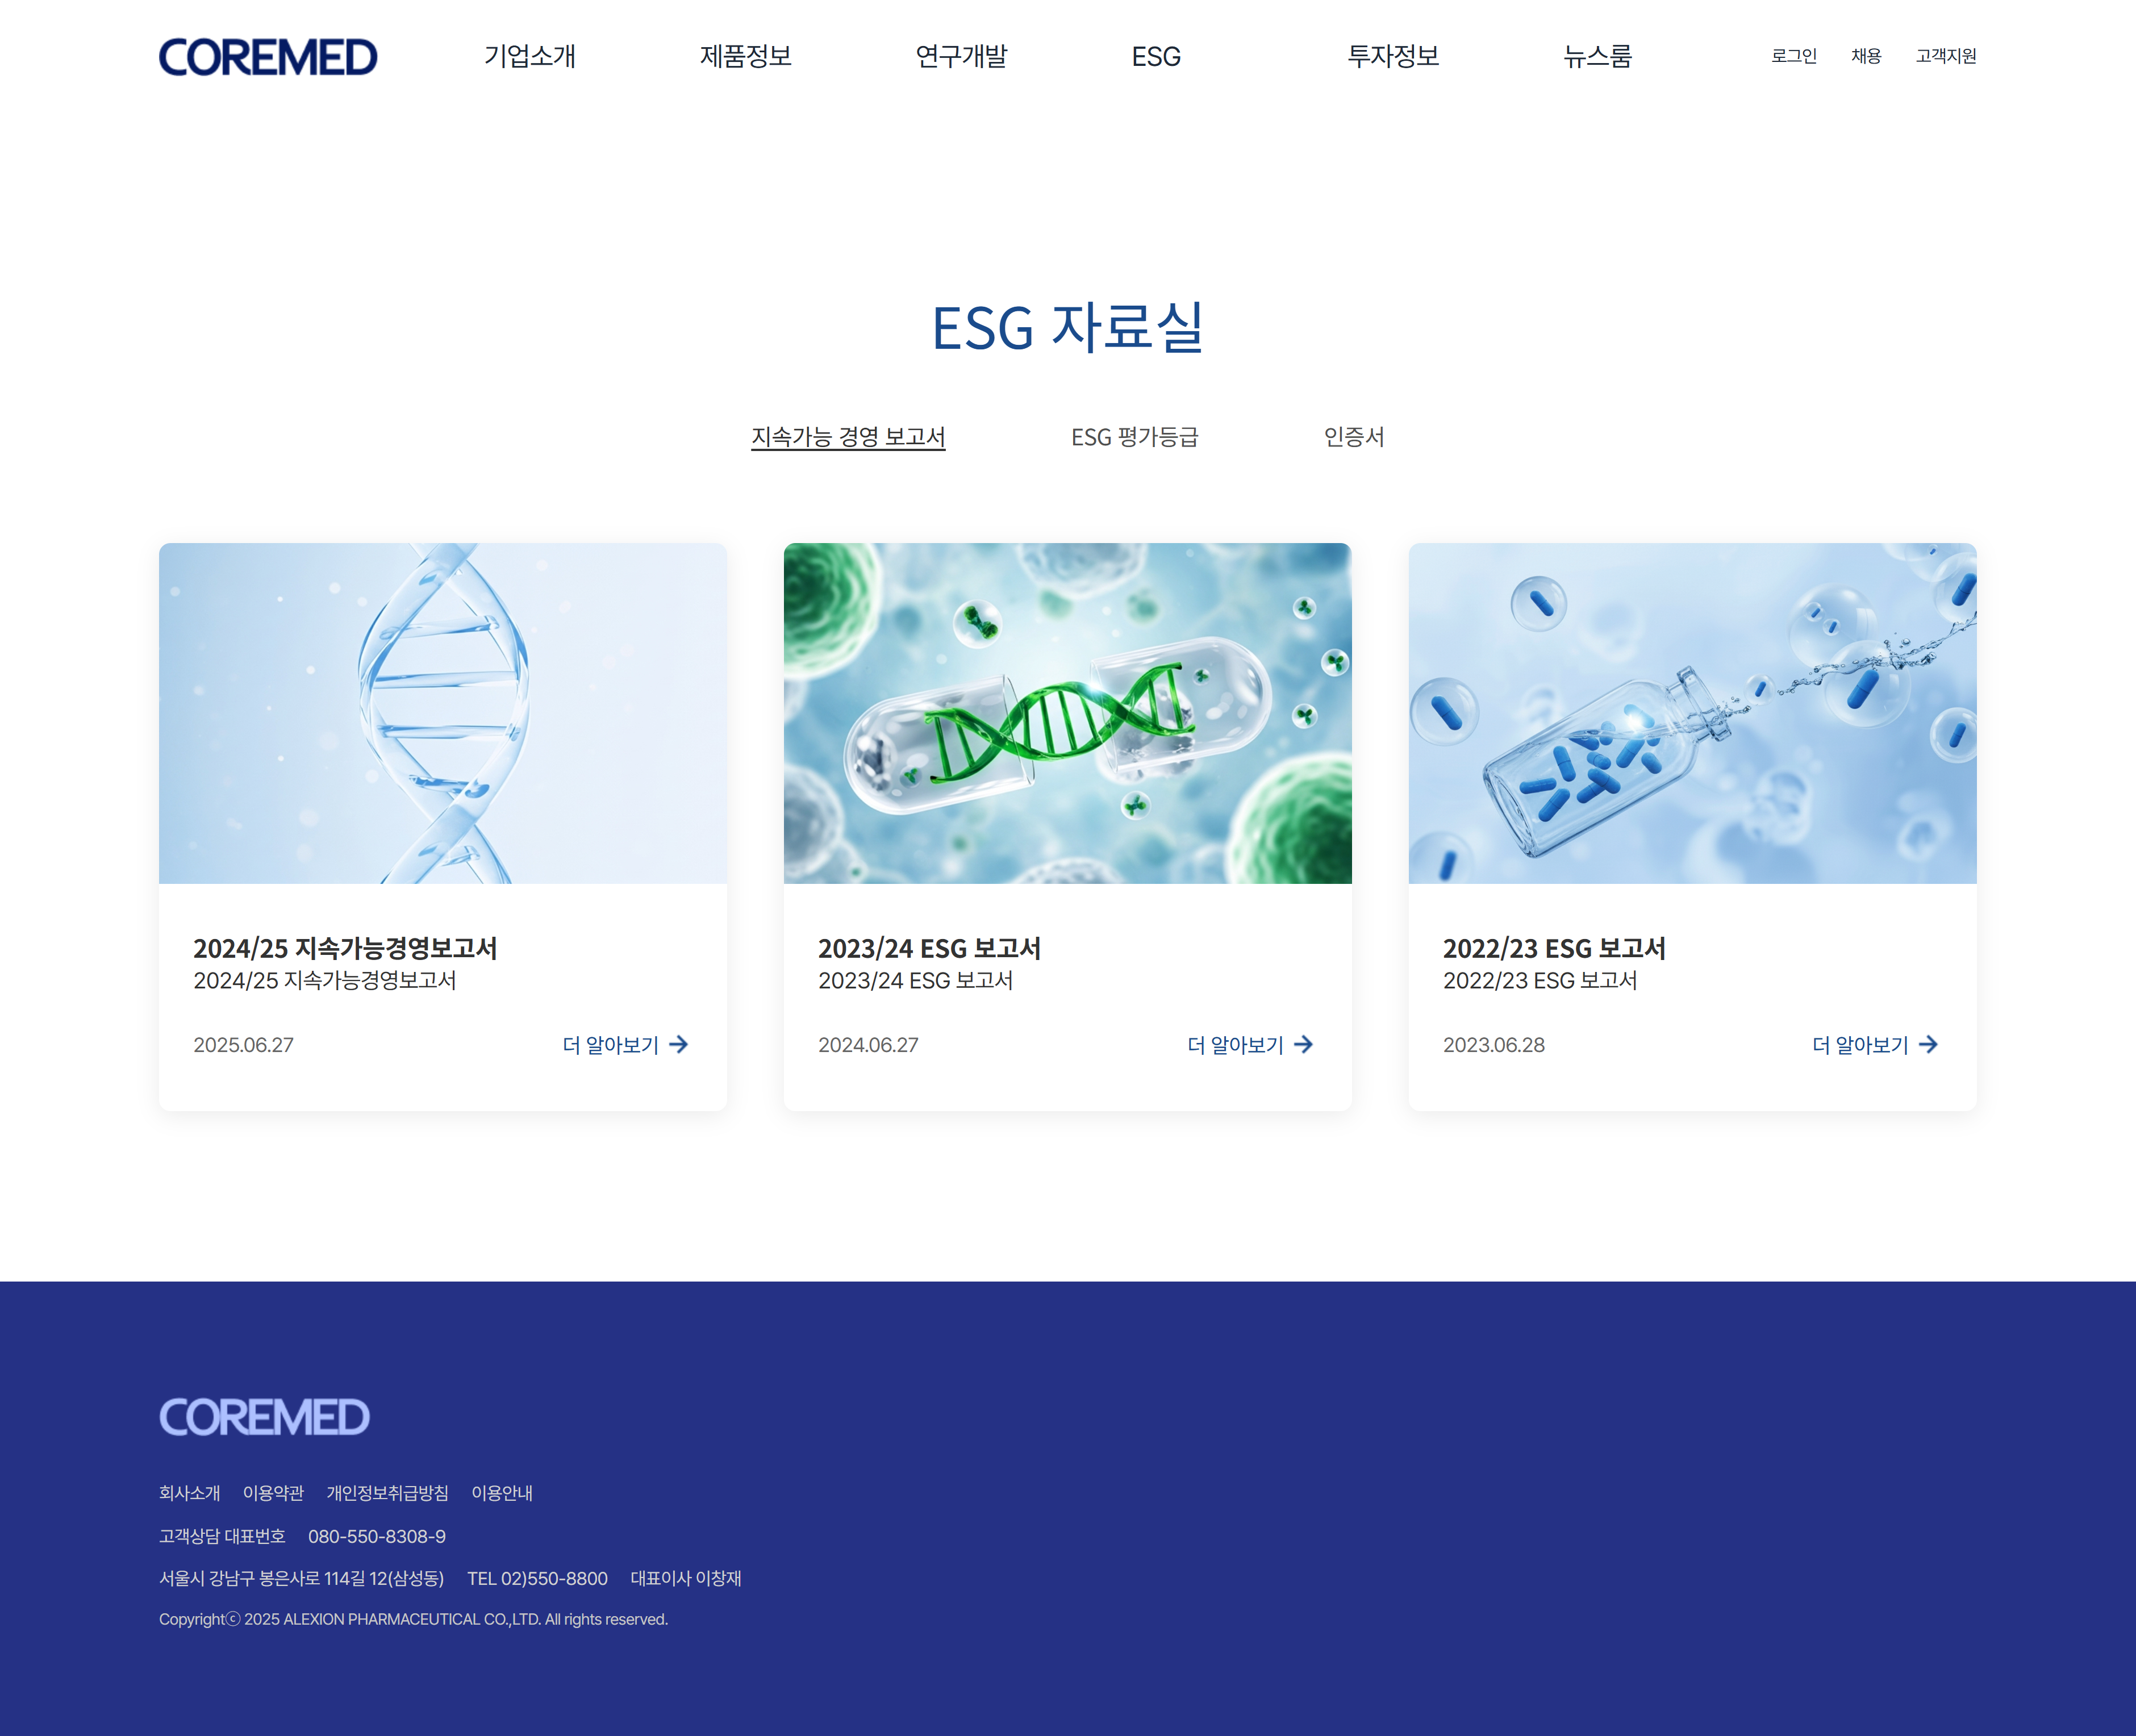 COREMED 기업소개 제품정보 연구개발 ESG 투자정보 뉴스룸 로그인 채용 고객지원
ESG 자료실
지속가능 경영 보고서 ESG 평가등급 인증서
2024/25 지속가능경영보고서
2024/25 지속가능경영보고서
2025.06.27 더 알아보기
2023/24 ESG 보고서
2023/24 ESG 보고서
2024.06.27 더 알아보기
2022/23 ESG 보고서
2022/23 ESG 보고서
2023.06.28 더 알아보기
COREMED
회사소개 이용약관 개인정보취급방침 이용안내
고객상담 대표번호 080-550-8308-9
서울시 강남구 봉은사로 114길 12(삼성동) TEL 02)550-8800 대표이사 이창재
Copyrightⓒ 2025 ALEXION PHARMACEUTICAL CO.,LTD. All rights reserved.